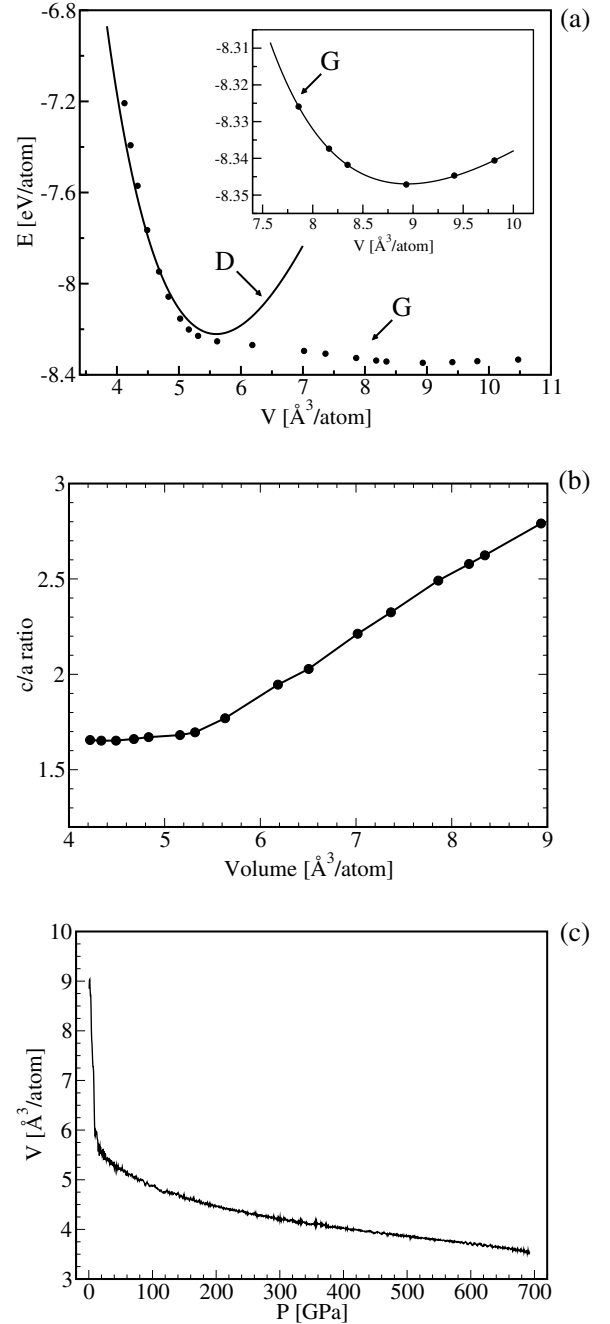 (a)
E [eV/atom]
-6.8
-7.2
-7.6
-8
-8.4
4 5 6 7 8 9 10 11
V [Å³/atom]
D
G
-8.31
-8.32
-8.33
-8.34
-8.35
7.5 8 8.5 9 9.5 10
V [Å³/atom]
G
(b)
c/a ratio
3
2.5
2
1.5
4 5 6 7 8 9
Volume [Å³/atom]
(c)
V [Å³/atom]
10
9
8
7
6
5
4
3
0 100 200 300 400 500 600 700
P [GPa]